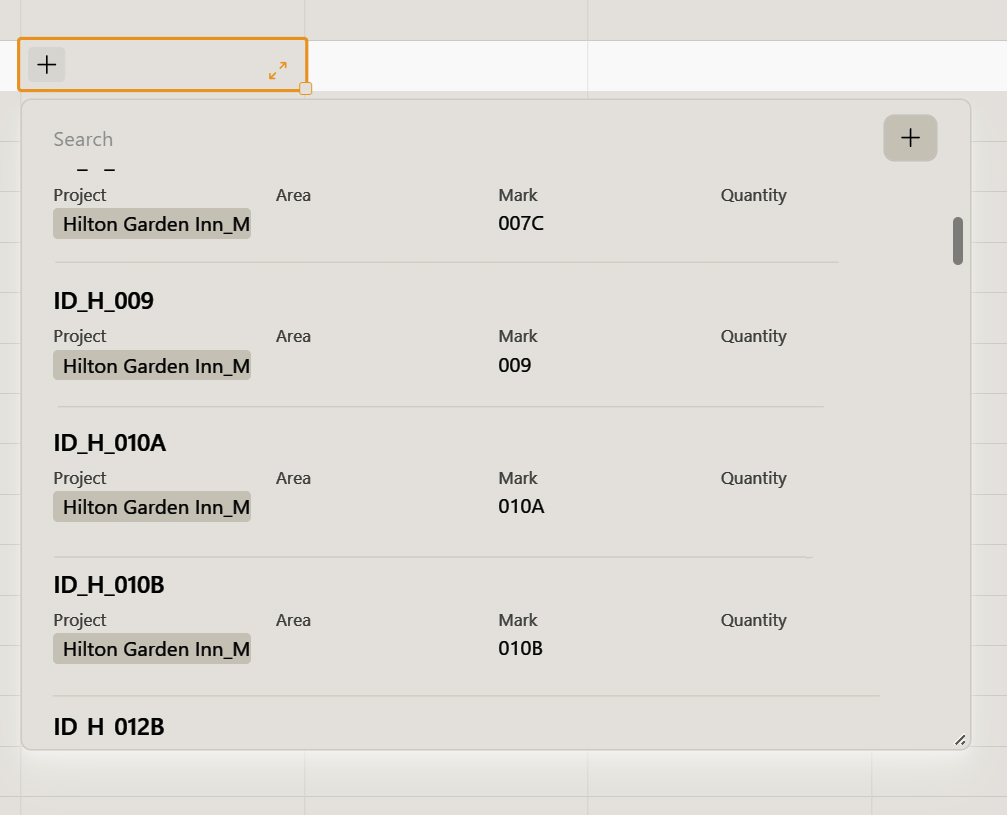 Search
Project Area Mark Quantity
Hilton Garden Inn_M 007C
ID_H_009
Project Area Mark Quantity
Hilton Garden Inn_M 009
ID_H_010A
Project Area Mark Quantity
Hilton Garden Inn_M 010A
ID_H_010B
Project Area Mark Quantity
Hilton Garden Inn_M 010B
ID_H_012B